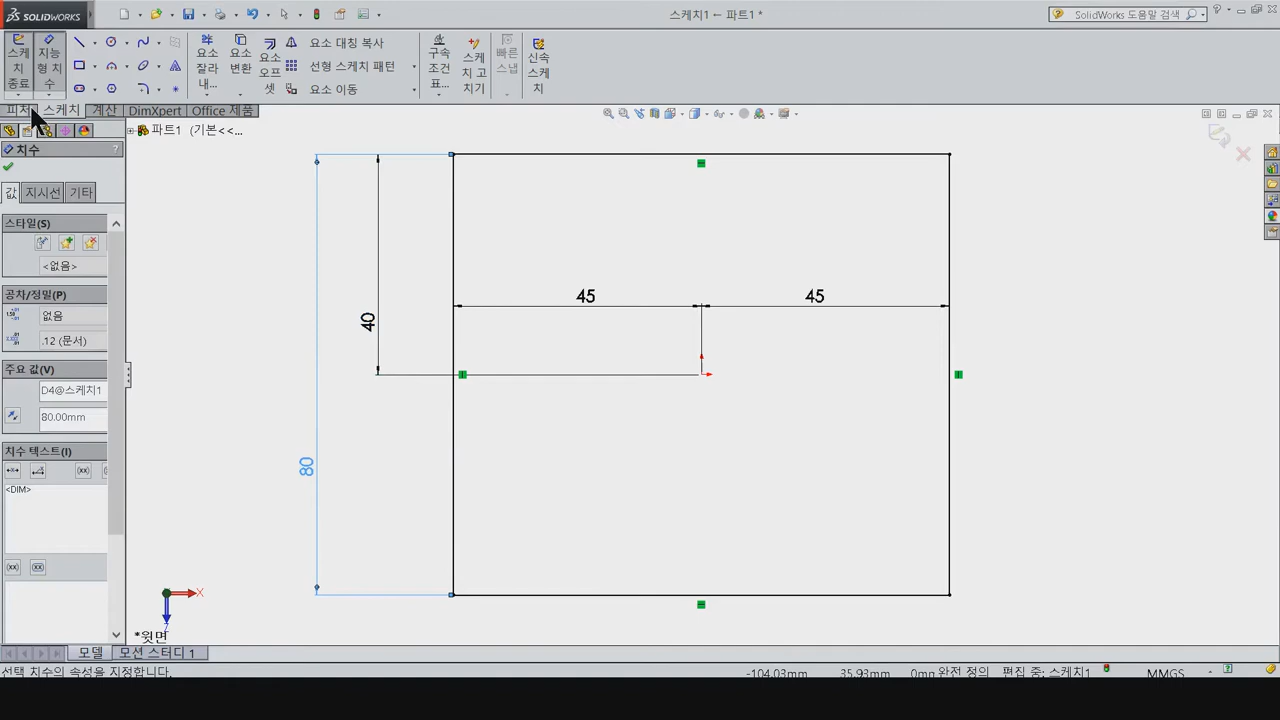 SOLIDWORKS
스케치1 ← 파트1 *
SolidWorks 도움말 검색
스케치 종료
지능형 치수
요소 잘라내...
요소 변환
요소 오프셋
요소 대칭 복사
선형 스케치 패턴
요소 이동
구속조건 표...
스케치 고치기
빠른 스냅
신속 스케치
피처
스케치
계산
DimXpert
Office 제품
파트1 (기본<<...
치수
?
값
지시선
기타
스타일(S)
<없음>
공차/정밀(P)
없음
.12 (문서)
주요 값(V)
D4@스케치1
80.00mm
치수 텍스트(I)
<DIM>
45
45
40
80
X
*윗면
모델
모션 스터디 1
선택 치수의 속성을 지정합니다.
-104.03mm
35.93mm
0mm 완전 정의
편집 중: 스케치1
MMGS